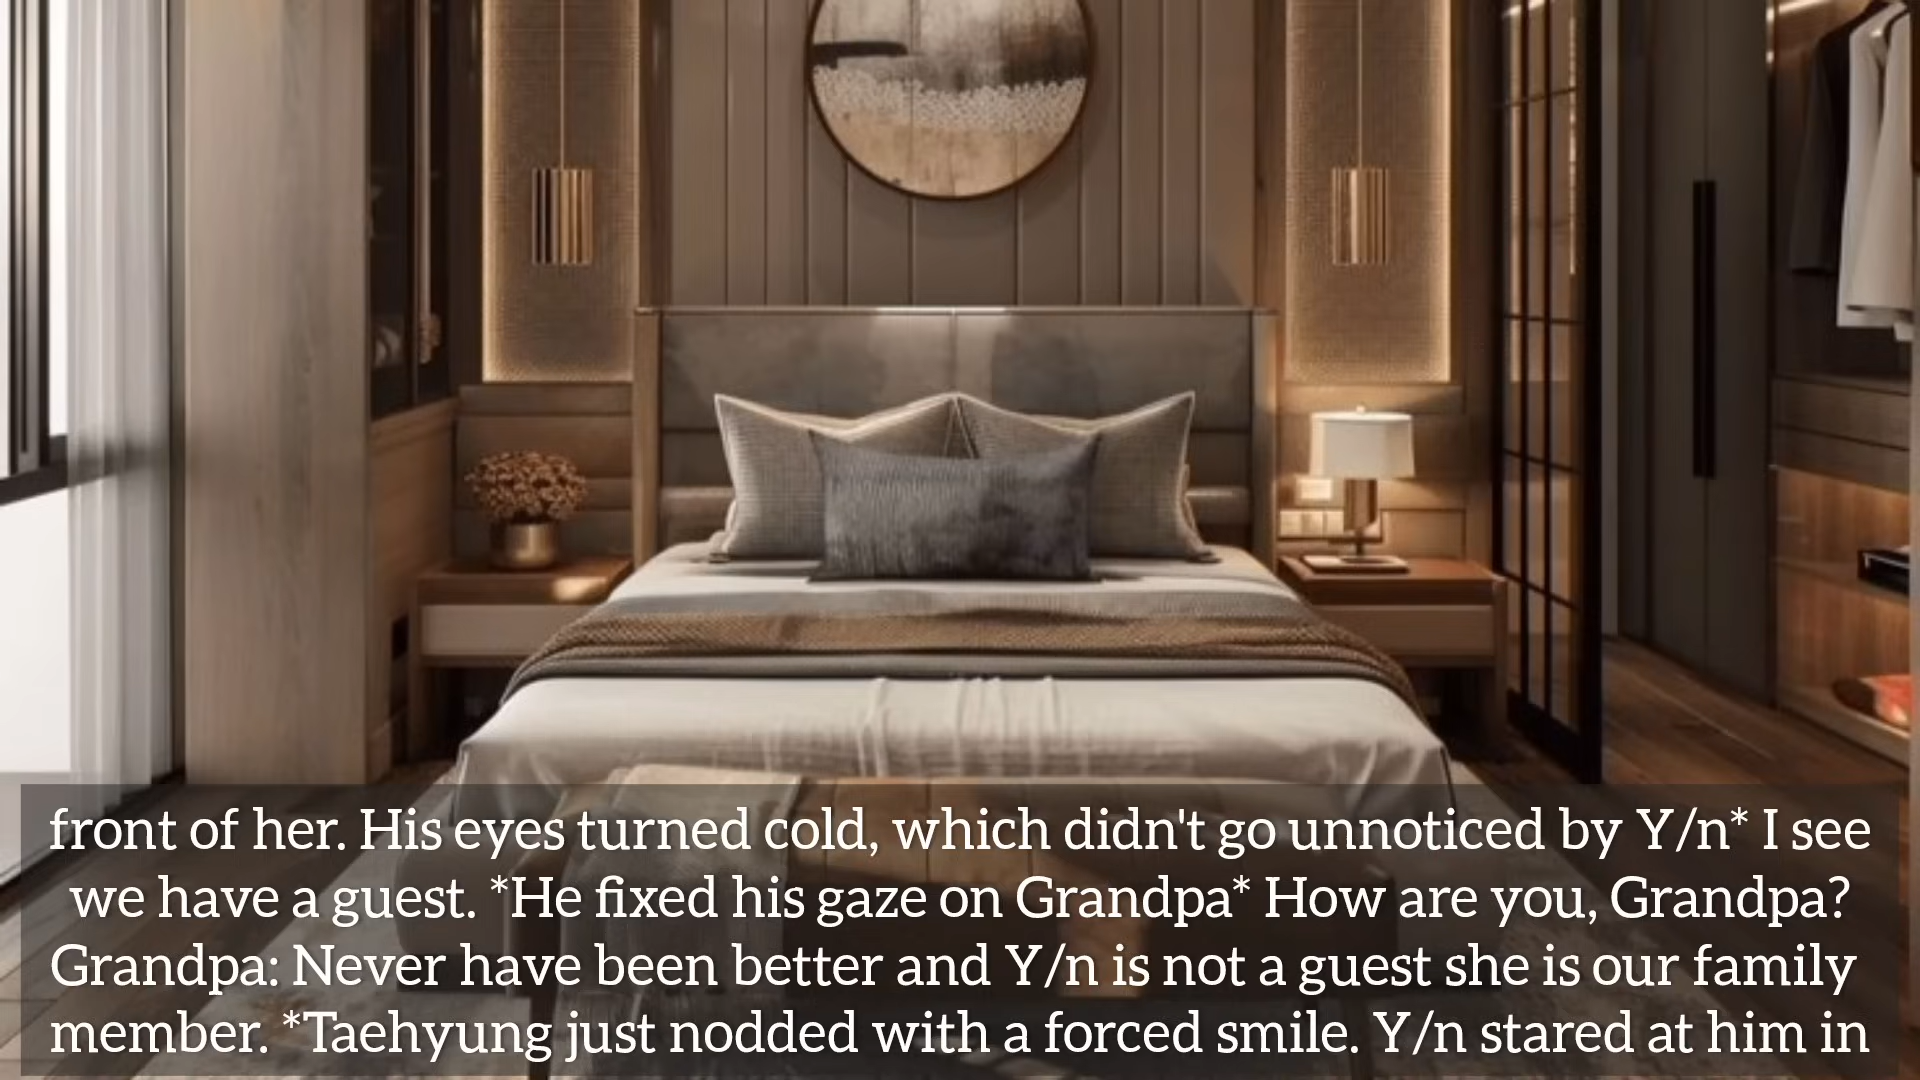 front of her. His eyes turned cold, which didn't go unnoticed by Y/n* I see
we have a guest. *He fixed his gaze on Grandpa* How are you, Grandpa?
Grandpa: Never have been better and Y/n is not a guest she is our family
member. *Taehyung just nodded with a forced smile. Y/n stared at him in